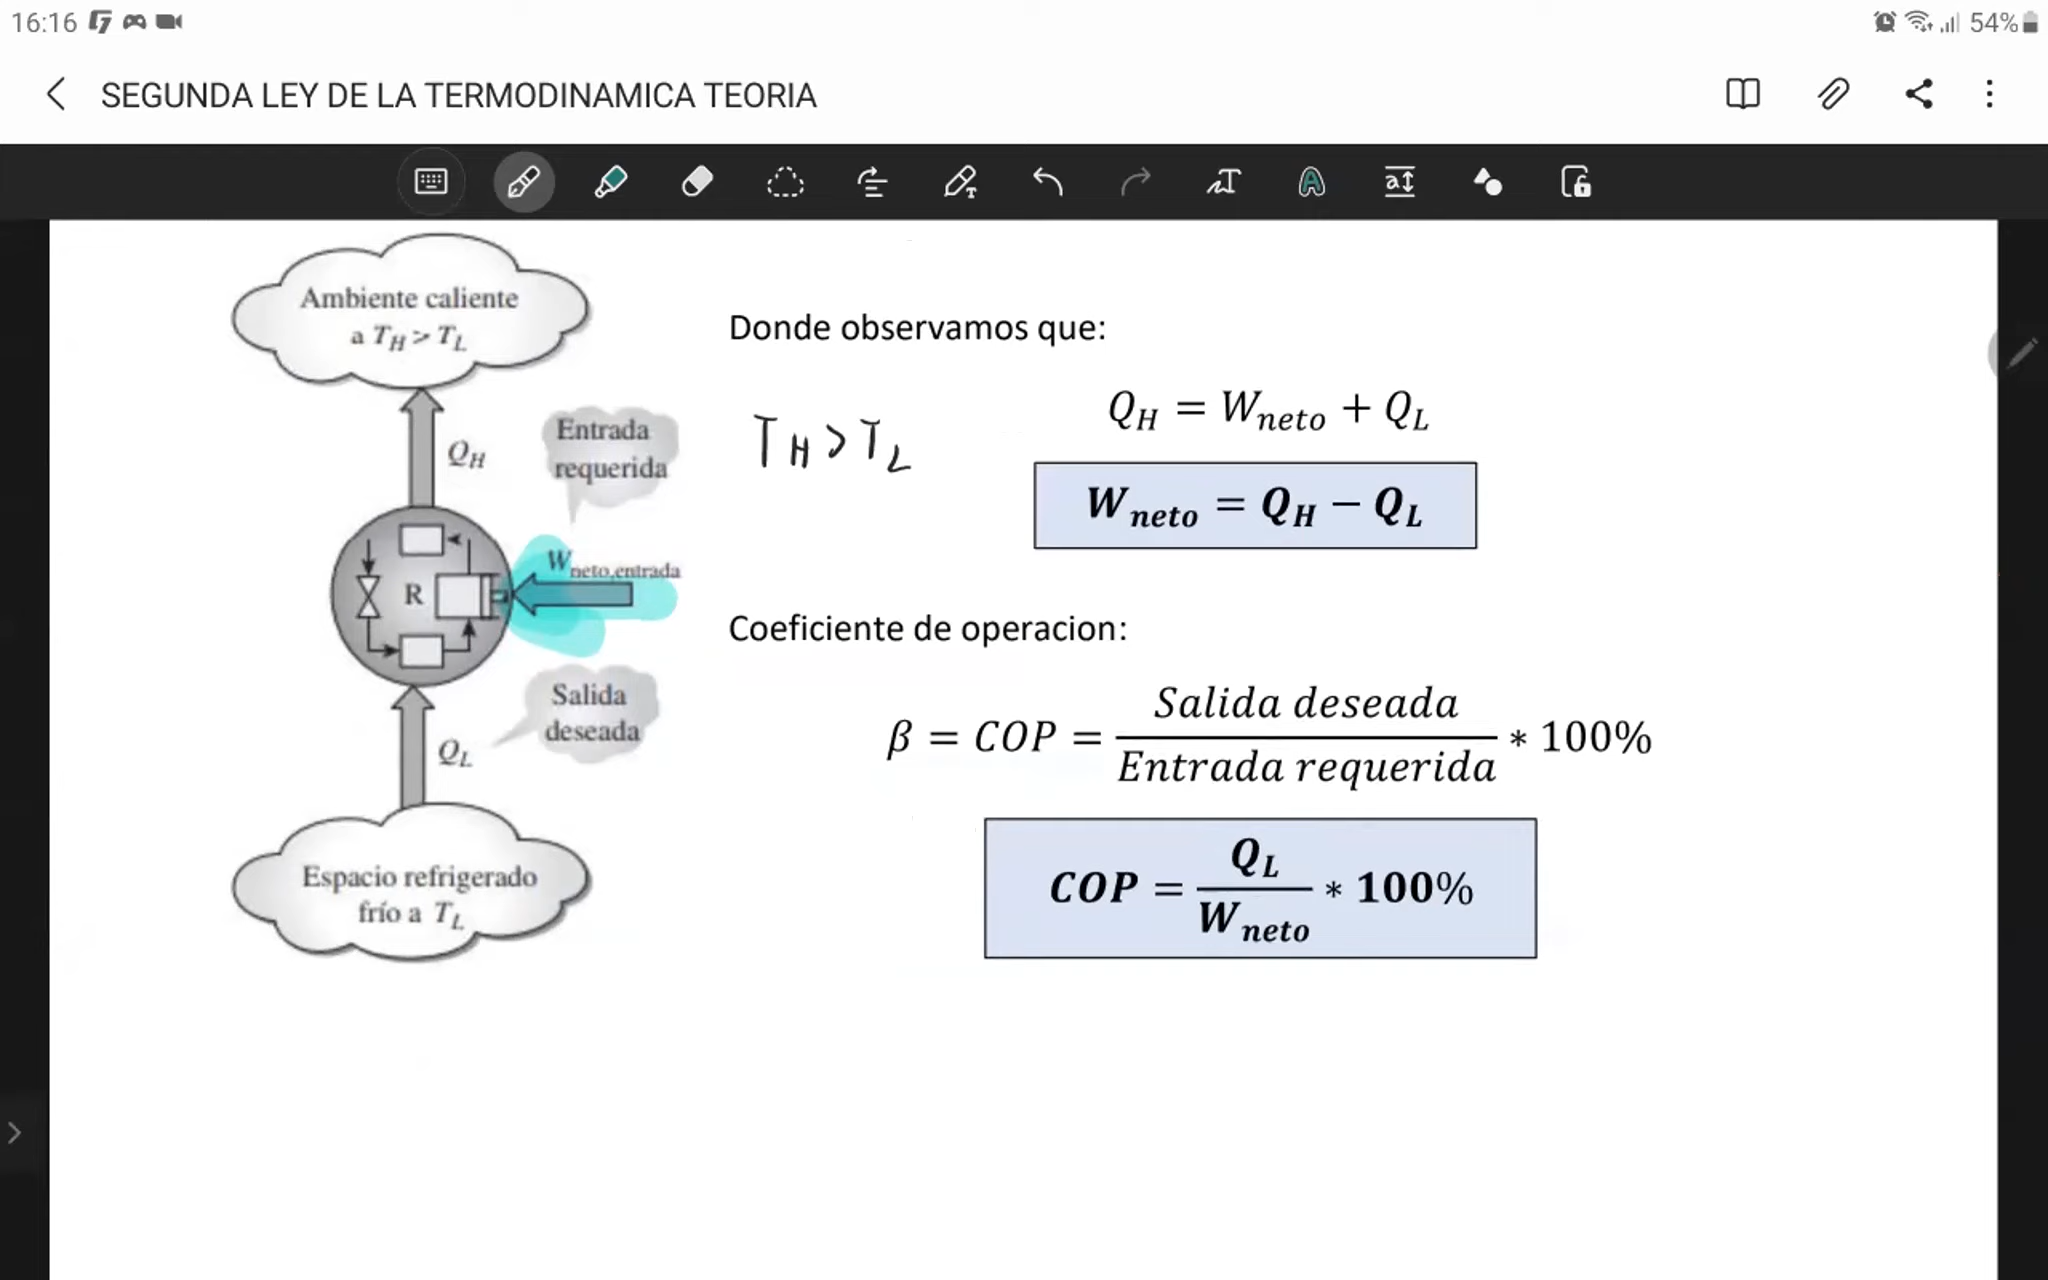 16:16
54%
SEGUNDA LEY DE LA TERMODINAMICA TEORIA
Ambiente caliente
a T_H > T_L
Q_H
Entrada
requerida
W_neto,entrada
R
Salida
deseada
Q_L
Espacio refrigerado
frío a T_L
Donde observamos que:
T_H > T_L
Q_H = W_neto + Q_L
W_neto = Q_H − Q_L
Coeficiente de operacion:
β = COP = Salida deseada / Entrada requerida * 100%
COP = Q_L / W_neto * 100%